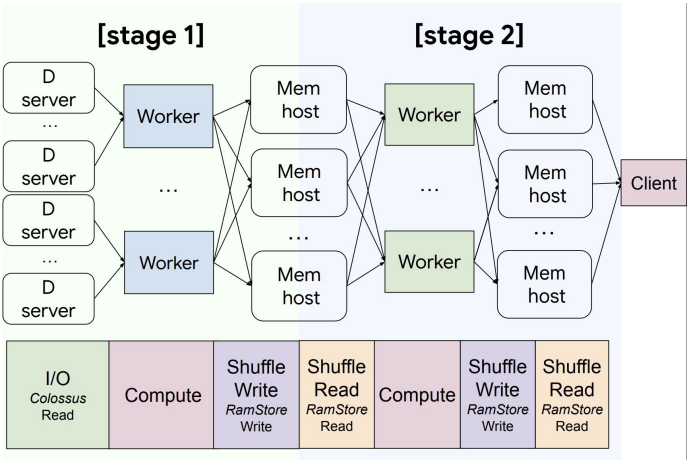 [stage 1]
[stage 2]
D
server
...
D
server
D
server
...
D
server
Worker
...
Worker
Mem
host
Mem
host
...
Mem
host
Worker
...
Worker
Mem
host
Mem
host
...
Mem
host
Client
I/O
Colossus
Read
Compute
Shuffle
Write
RamStore
Write
Shuffle
Read
RamStore
Read
Compute
Shuffle
Write
RamStore
Write
Shuffle
Read
RamStore
Read